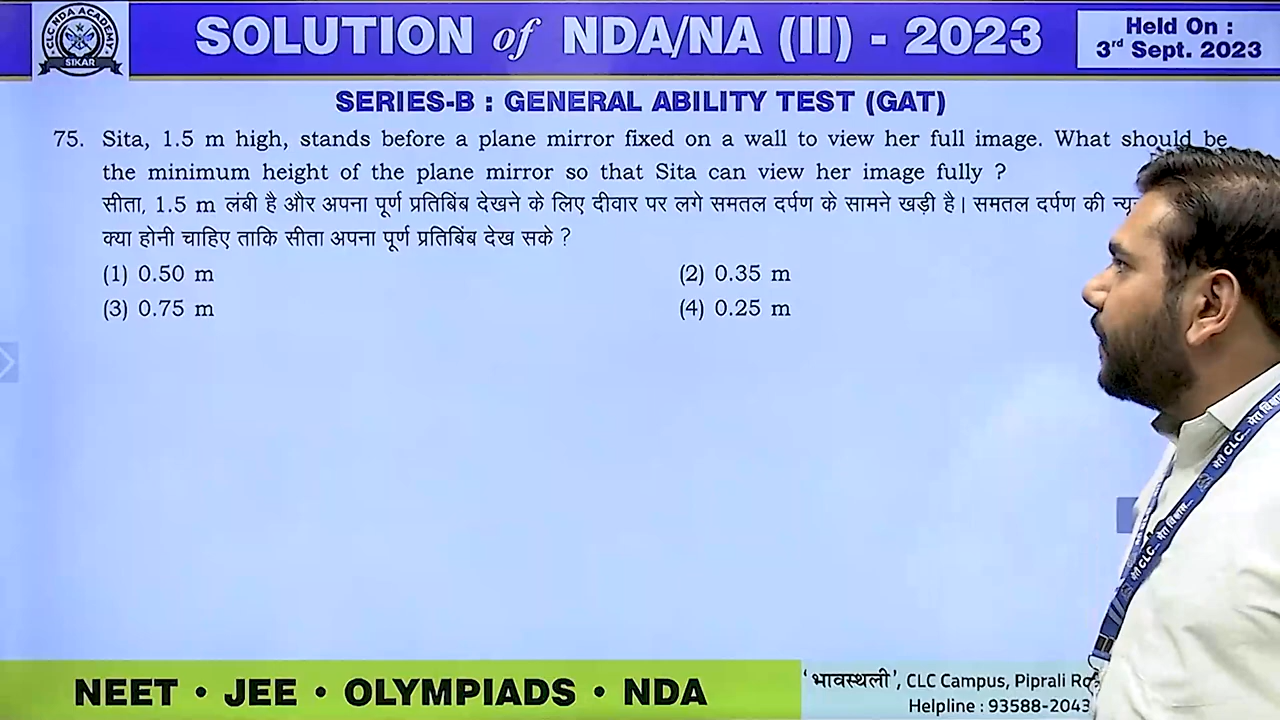 CLC NDA ACADEMY
SIKAR
SOLUTION of NDA/NA (II) - 2023
Held On :
3rd Sept. 2023
SERIES-B : GENERAL ABILITY TEST (GAT)
75. Sita, 1.5 m high, stands before a plane mirror fixed on a wall to view her full image. What should be
the minimum height of the plane mirror so that Sita can view her image fully ?
सीता, 1.5 m लंबी है और अपना पूर्ण प्रतिबिंब देखने के लिए दीवार पर लगे समतल दर्पण के सामने खड़ी है। समतल दर्पण की
क्या होनी चाहिए ताकि सीता अपना पूर्ण प्रतिबिंब देख सके ?
(1) 0.50 m (2) 0.35 m
(3) 0.75 m (4) 0.25 m
NEET • JEE • OLYMPIADS • NDA
'भावस्थली', CLC Campus, Piprali
Helpline : 93588-2043